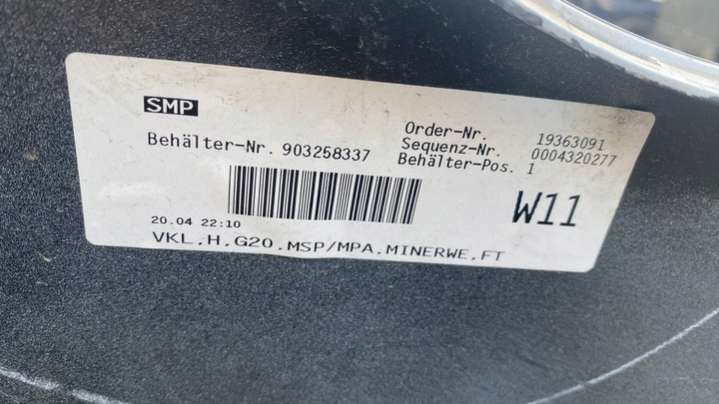 SMP
Order-Nr. 19363091
Behälter-Nr. 903258337 Sequenz-Nr. 0004320277
Behälter-Pos. 1
W11
20.04 22:10
VKL.H.G20.MSP/MPA.MINERWE.FT